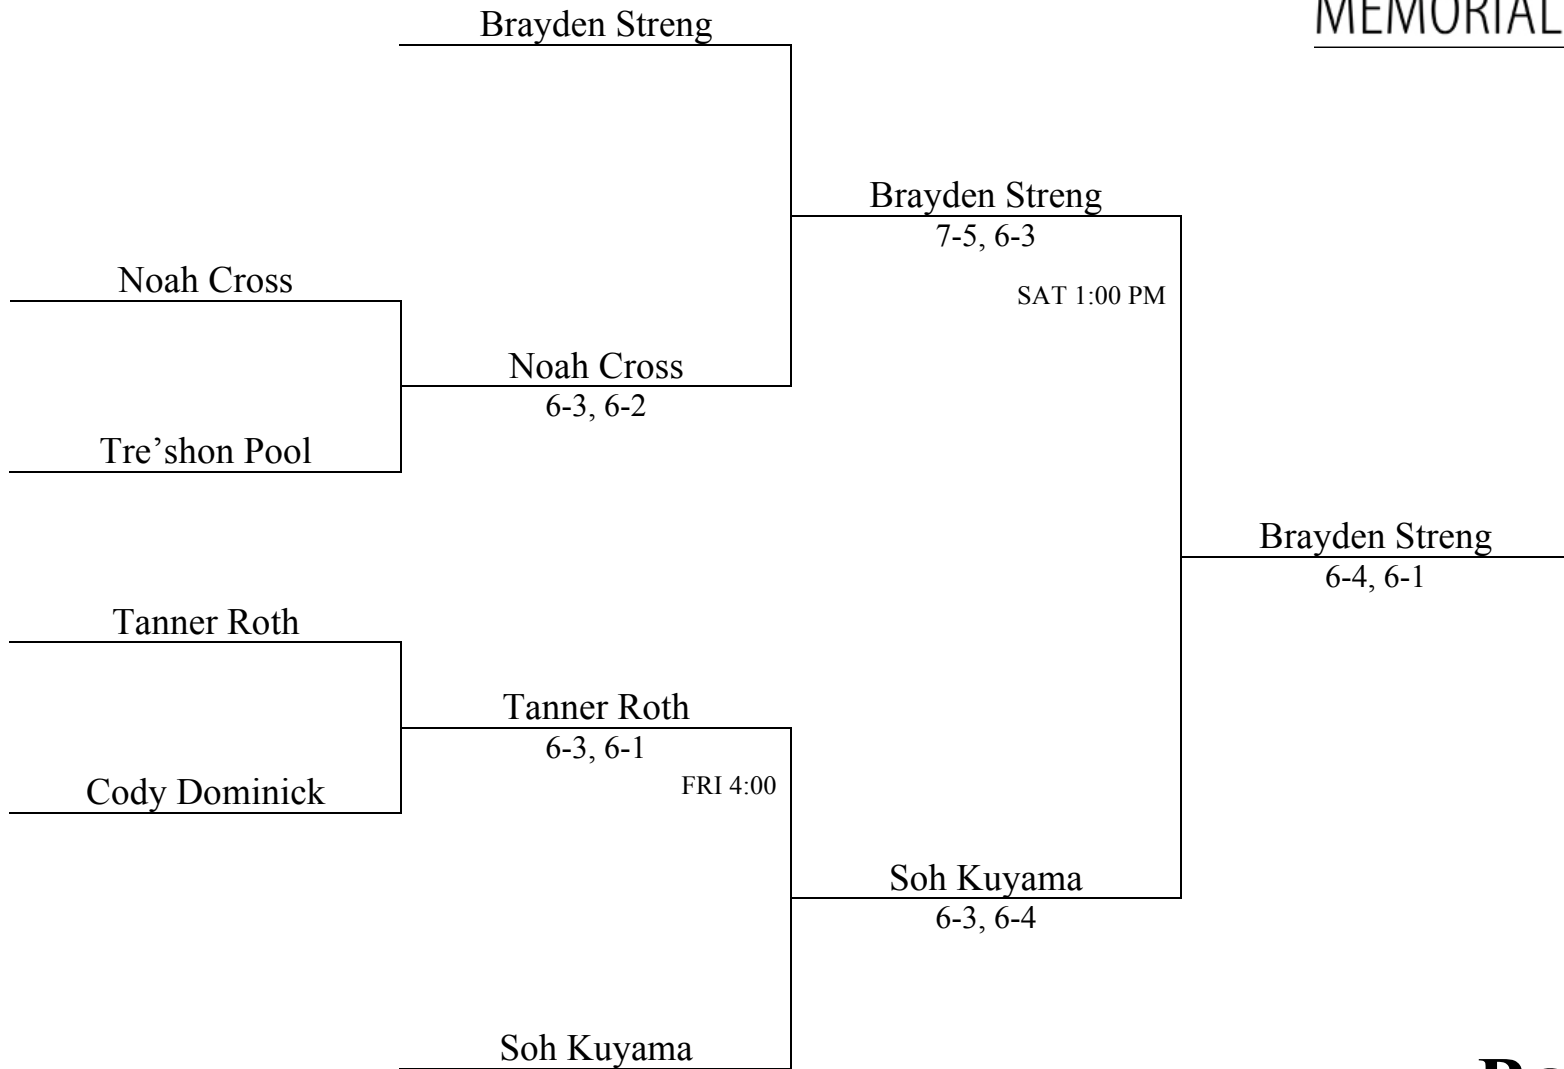 Brayden Streng
MEMORIAL
Brayden Streng
7-5, 6-3
SAT 1:00 PM
Noah Cross
Noah Cross
6-3, 6-2
Tre’shon Pool
Brayden Streng
6-4, 6-1
Tanner Roth
Tanner Roth
6-3, 6-1
FRI 4:00
Cody Dominick
Soh Kuyama
6-3, 6-4
Soh Kuyama